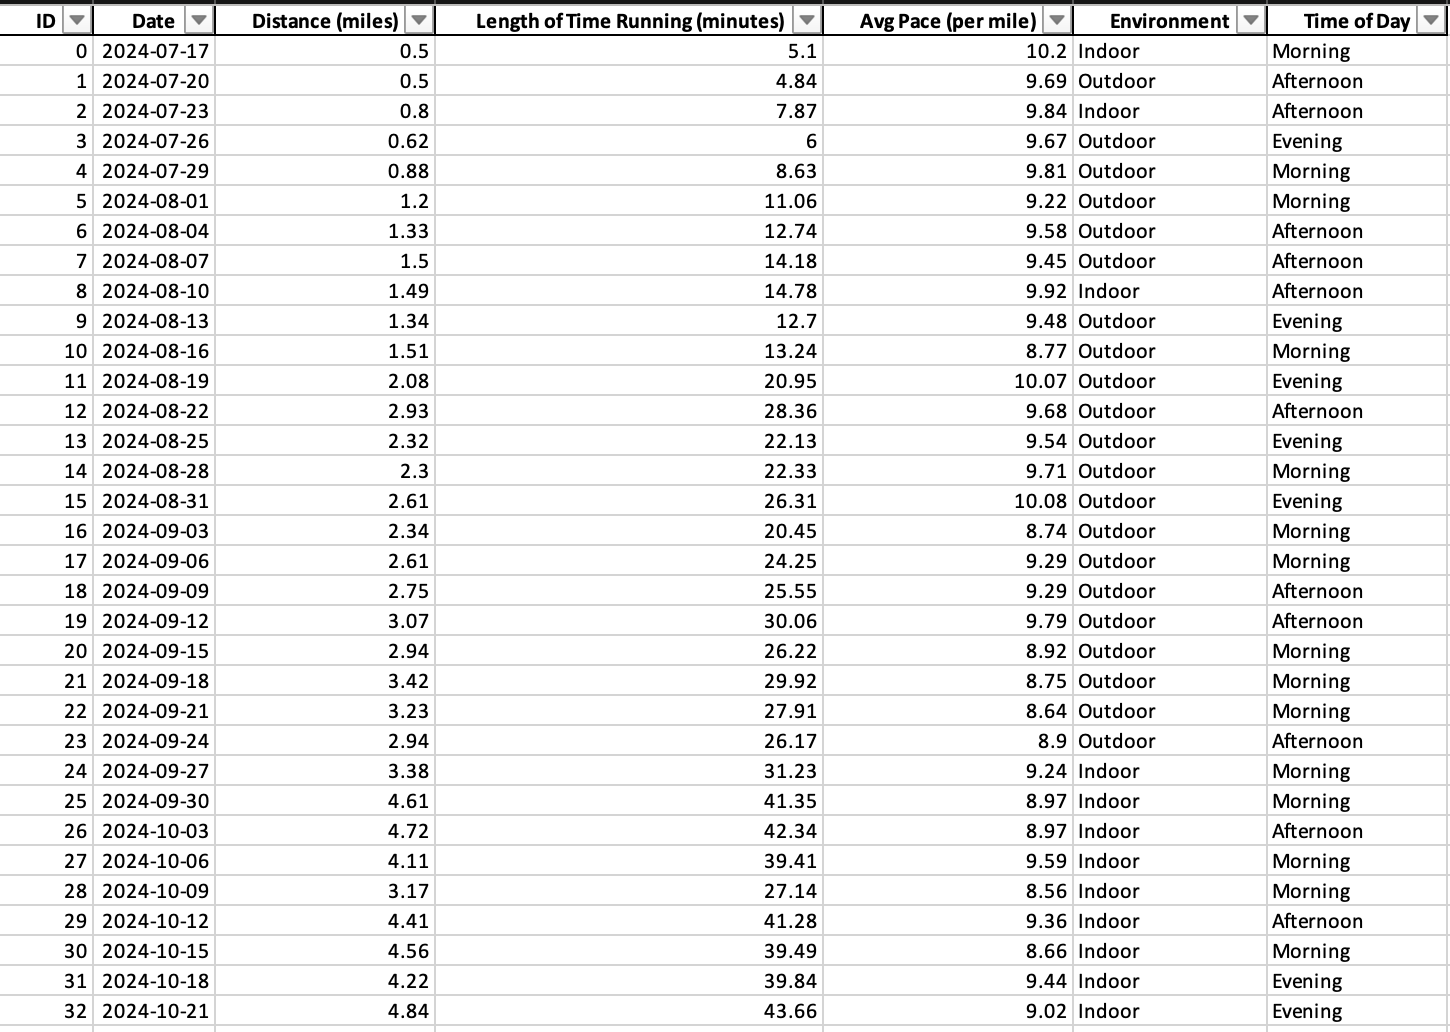 ID Date Distance (miles) Length of Time Running (minutes) Avg Pace (per mile) Environment Time of Day
0 2024-07-17 0.5 5.1 10.2 Indoor Morning
1 2024-07-20 0.5 4.84 9.69 Outdoor Afternoon
2 2024-07-23 0.8 7.87 9.84 Indoor Afternoon
3 2024-07-26 0.62 6 9.67 Outdoor Evening
4 2024-07-29 0.88 8.63 9.81 Outdoor Morning
5 2024-08-01 1.2 11.06 9.22 Outdoor Morning
6 2024-08-04 1.33 12.74 9.58 Outdoor Afternoon
7 2024-08-07 1.5 14.18 9.45 Outdoor Afternoon
8 2024-08-10 1.49 14.78 9.92 Indoor Afternoon
9 2024-08-13 1.34 12.7 9.48 Outdoor Evening
10 2024-08-16 1.51 13.24 8.77 Outdoor Morning
11 2024-08-19 2.08 20.95 10.07 Outdoor Evening
12 2024-08-22 2.93 28.36 9.68 Outdoor Afternoon
13 2024-08-25 2.32 22.13 9.54 Outdoor Evening
14 2024-08-28 2.3 22.33 9.71 Outdoor Morning
15 2024-08-31 2.61 26.31 10.08 Outdoor Evening
16 2024-09-03 2.34 20.45 8.74 Outdoor Morning
17 2024-09-06 2.61 24.25 9.29 Outdoor Morning
18 2024-09-09 2.75 25.55 9.29 Outdoor Afternoon
19 2024-09-12 3.07 30.06 9.79 Outdoor Afternoon
20 2024-09-15 2.94 26.22 8.92 Outdoor Morning
21 2024-09-18 3.42 29.92 8.75 Outdoor Morning
22 2024-09-21 3.23 27.91 8.64 Outdoor Morning
23 2024-09-24 2.94 26.17 8.9 Outdoor Afternoon
24 2024-09-27 3.38 31.23 9.24 Indoor Morning
25 2024-09-30 4.61 41.35 8.97 Indoor Morning
26 2024-10-03 4.72 42.34 8.97 Indoor Afternoon
27 2024-10-06 4.11 39.41 9.59 Indoor Morning
28 2024-10-09 3.17 27.14 8.56 Indoor Morning
29 2024-10-12 4.41 41.28 9.36 Indoor Afternoon
30 2024-10-15 4.56 39.49 8.66 Indoor Morning
31 2024-10-18 4.22 39.84 9.44 Indoor Evening
32 2024-10-21 4.84 43.66 9.02 Indoor Evening